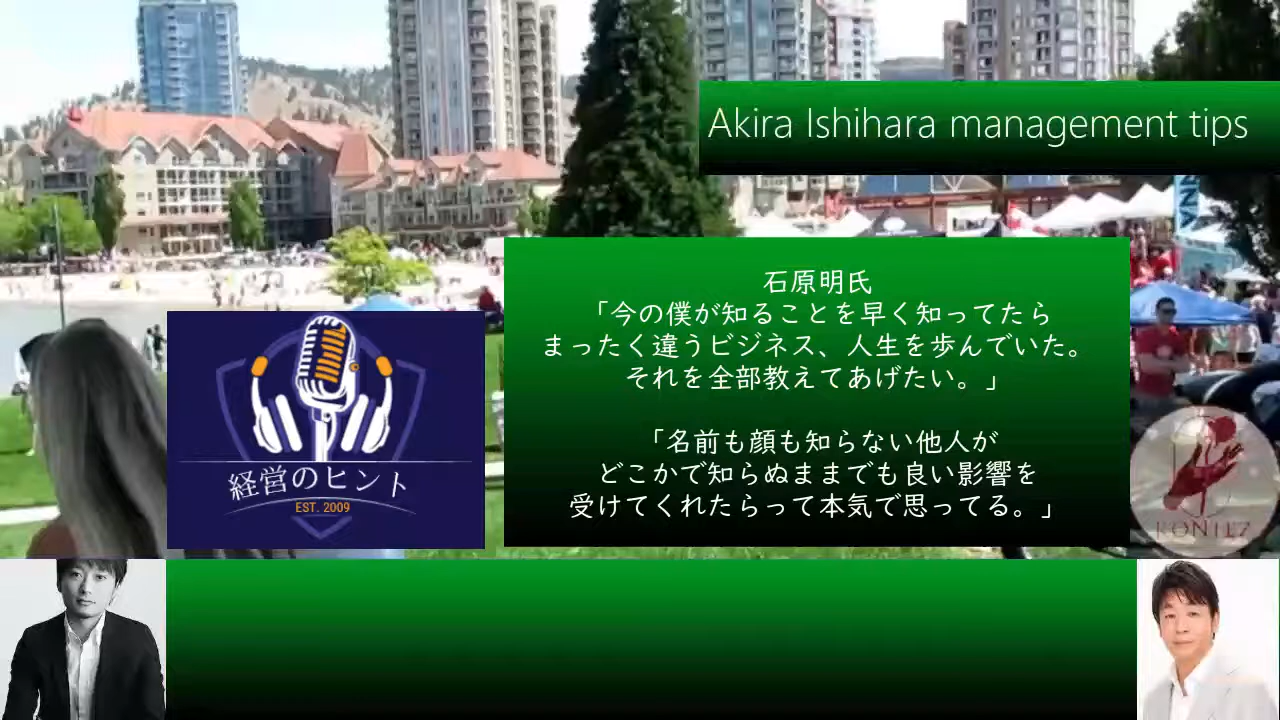 Akira Ishihara management tips
石原明氏
「今の僕が知ることを早く知ってたら
まったく違うビジネス、人生を歩んでいた。
それを全部教えてあげたい。」
「名前も顔も知らない他人が
どこかで知らぬままでも良い影響を
受けてくれたらって本気で思ってる。」
経営のヒント
EST. 2009
RONTEZ